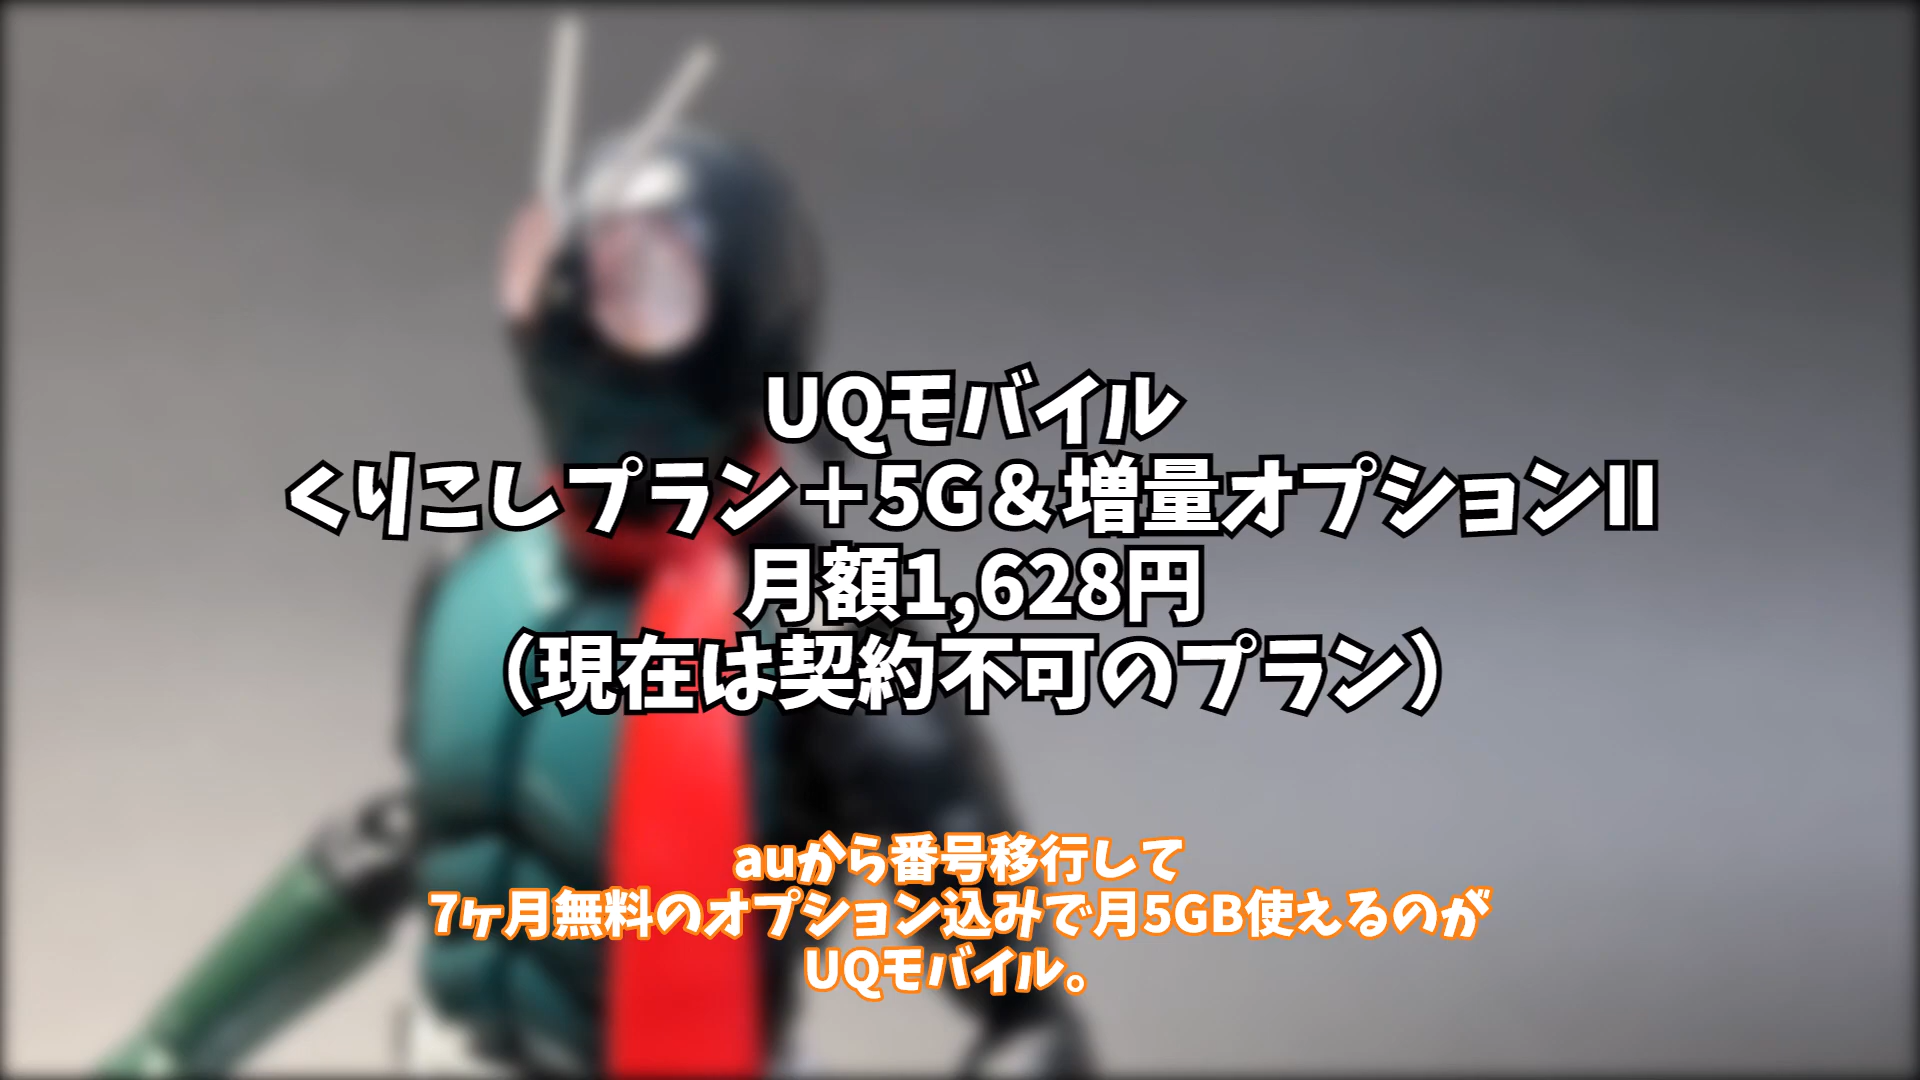 UQモバイル
くりこしプラン＋5G＆増量オプションII
月額1,628円
（現在は契約不可のプラン）
auから番号移行して
7ヶ月無料のオプション込みで月5GB使えるのが
UQモバイル。